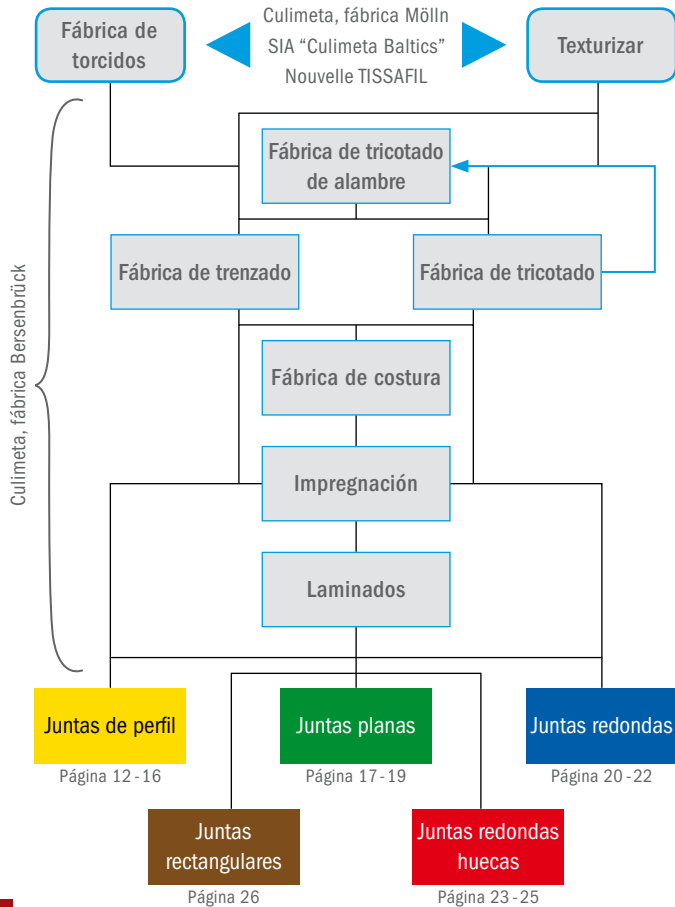 Fábrica de
torcidos
Culimeta, fábrica Mölln
SIA “Culimeta Baltics”
Nouvelle TISSAFIL
Texturizar
Culimeta, fábrica Bersenbrück
Fábrica de tricotado
de alambre
Fábrica de trenzado
Fábrica de tricotado
Fábrica de costura
Impregnación
Laminados
Juntas de perfil
Página 12-16
Juntas planas
Página 17-19
Juntas redondas
Página 20-22
Juntas
rectangulares
Página 26
Juntas redondas
huecas
Página 23-25